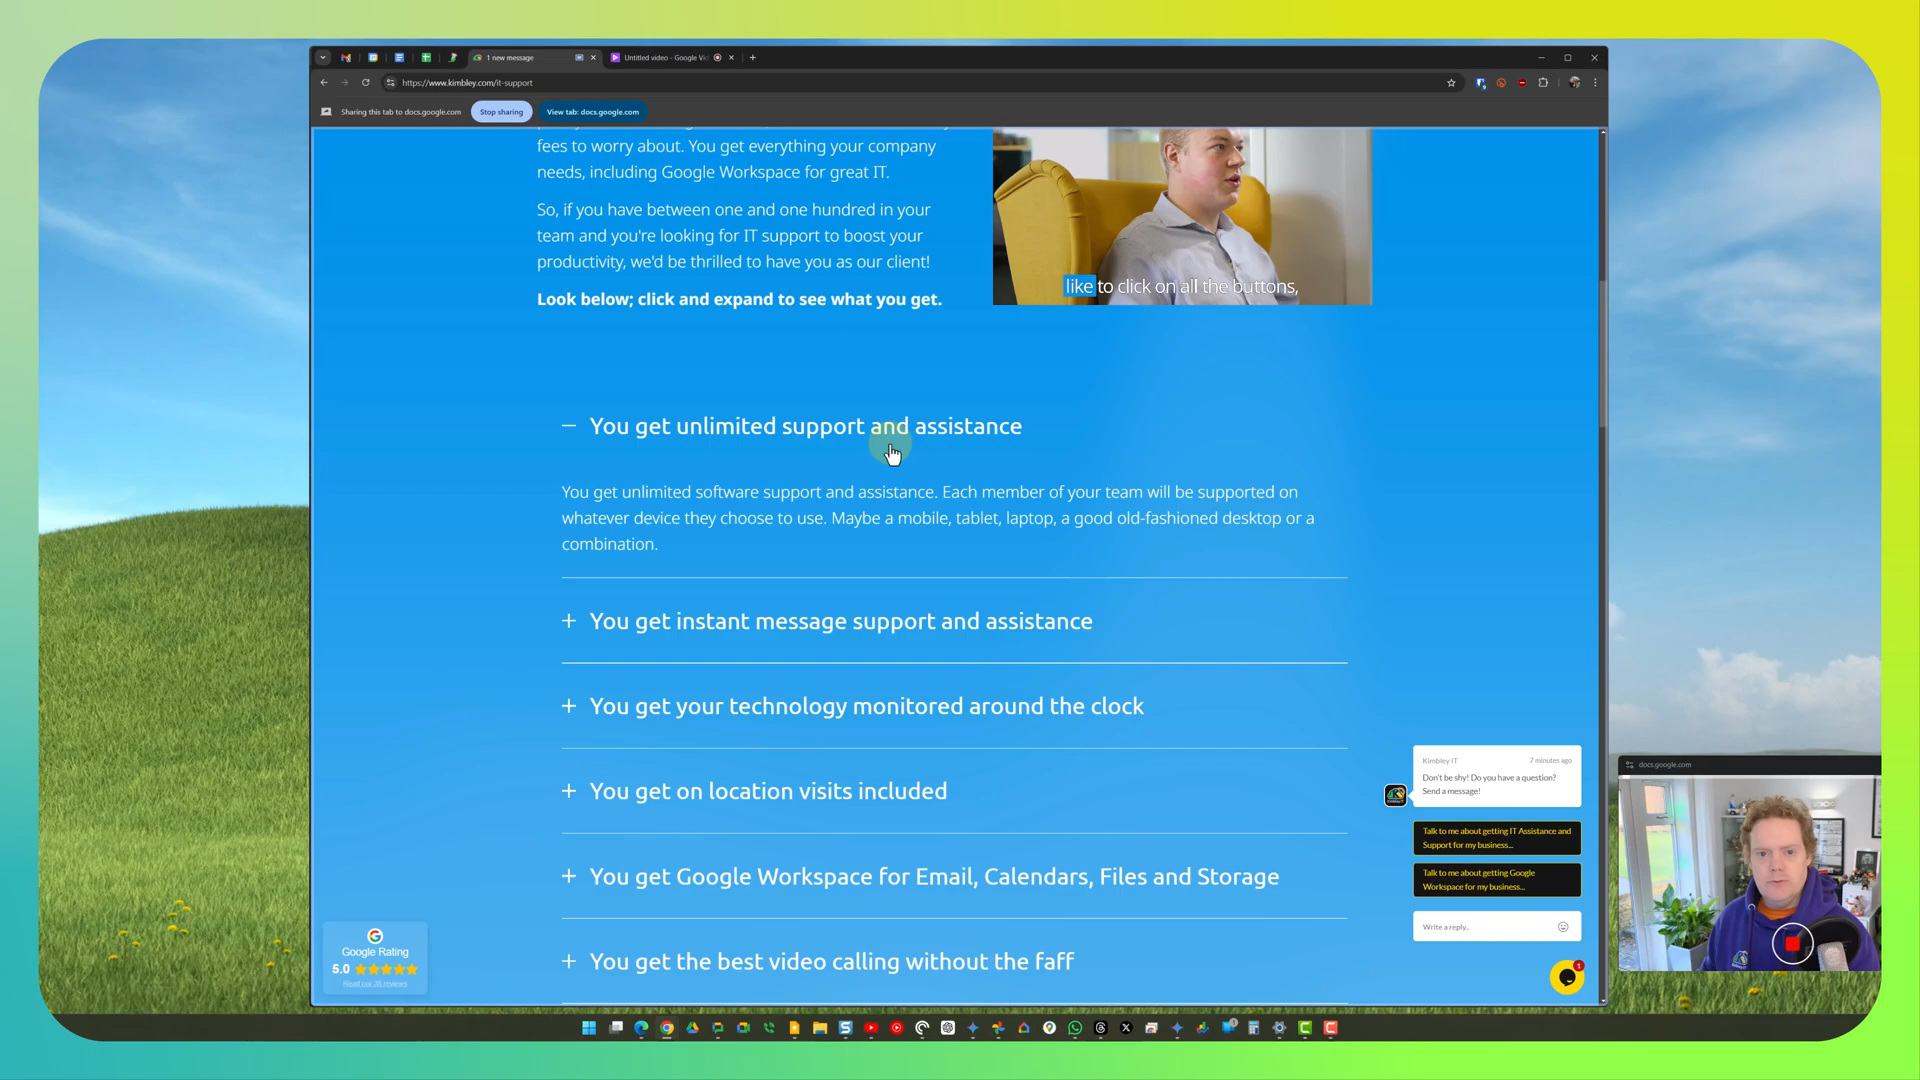 1 new message
Untitled video - Google Vi
https://www.kimbley.com/it-support
Sharing this tab to docs.google.com
Stop sharing
View tab: docs.google.com
fees to worry about. You get everything your company
needs, including Google Workspace for great IT.
So, if you have between one and one hundred in your
team and you're looking for IT support to boost your
productivity, we'd be thrilled to have you as our client!
Look below; click and expand to see what you get.
like to click on all the buttons,
You get unlimited support and assistance
You get unlimited software support and assistance. Each member of your team will be supported on
whatever device they choose to use. Maybe a mobile, tablet, laptop, a good old-fashioned desktop or a
combination.
You get instant message support and assistance
You get your technology monitored around the clock
You get on location visits included
You get Google Workspace for Email, Calendars, Files and Storage
You get the best video calling without the faff
Kimbley IT
7 minutes ago
Don't be shy! Do you have a question?
Send a message!
Talk to me about getting IT Assistance and
Support for my business...
Talk to me about getting Google
Workspace for my business...
Write a reply..
1
Google Rating
5.0
Read our 36 reviews
docs.google.com